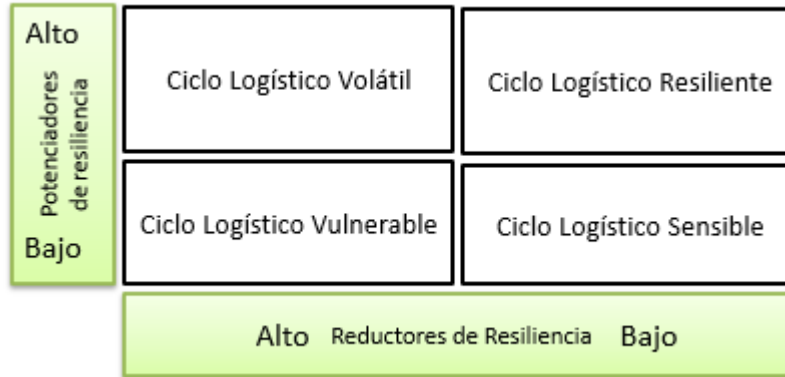 Alto
Potenciadores
de resiliencia
Bajo
Ciclo Logístico Volátil
Ciclo Logístico Resiliente
Ciclo Logístico Vulnerable
Ciclo Logístico Sensible
Alto Reductores de Resiliencia Bajo